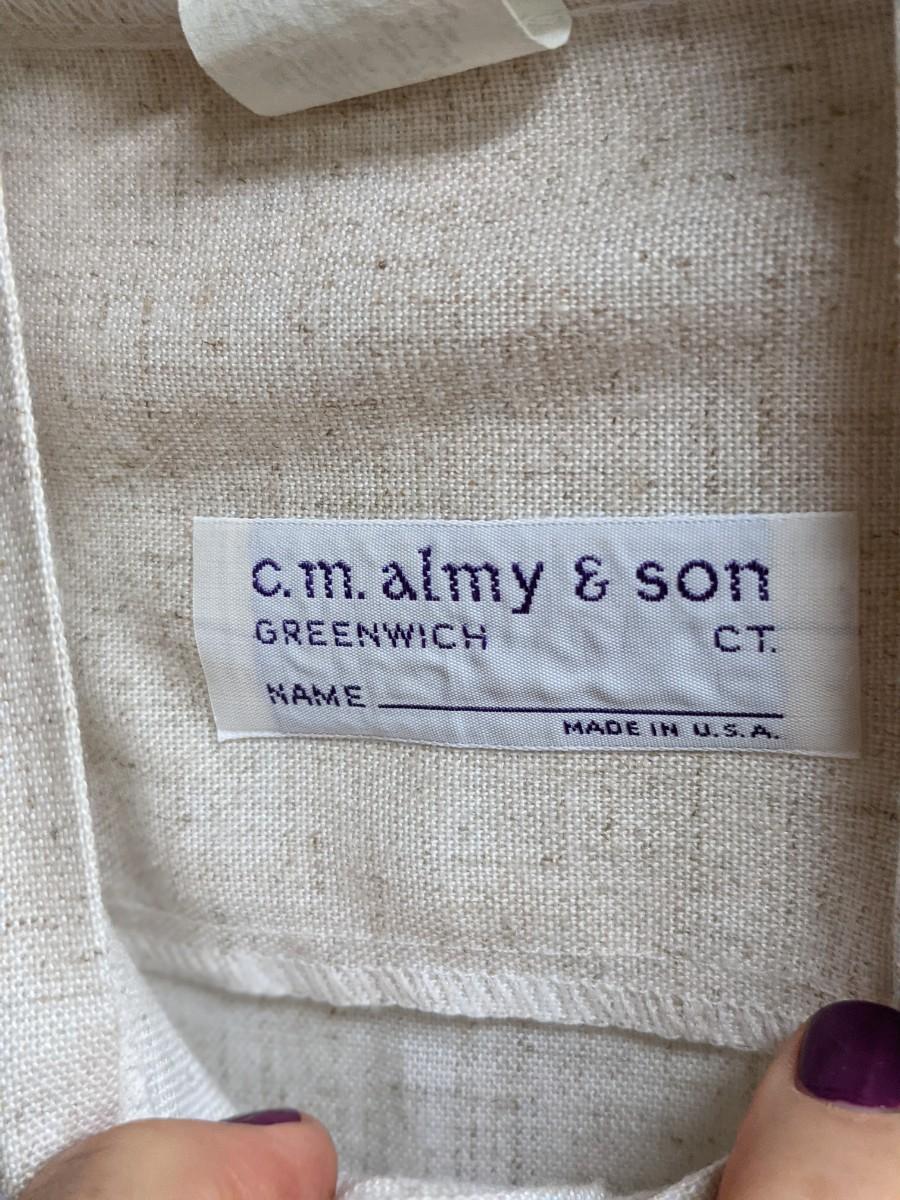 c.m. almy & son
GREENWICH CT.
NAME
MADE IN U.S.A.